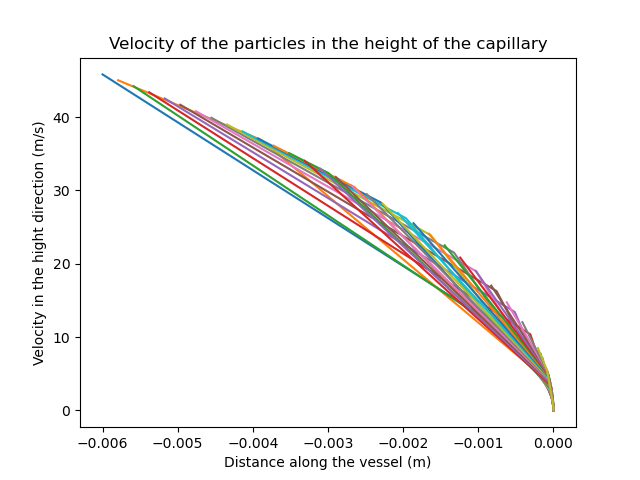 Velocity of the particles in the height of the capillary
Velocity in the hight direction (m/s)
40
30
20
10
0
−0.006 −0.005 −0.004 −0.003 −0.002 −0.001 0.000
Distance along the vessel (m)